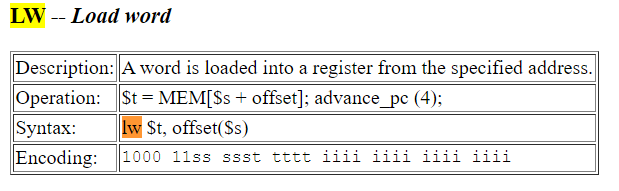 LW -- Load word
Description: A word is loaded into a register from the specified address.
Operation: $t = MEM[$s + offset]; advance_pc (4);
Syntax: lw $t, offset($s)
Encoding: 1000 11ss ssst tttt iiii iiii iiii iiii